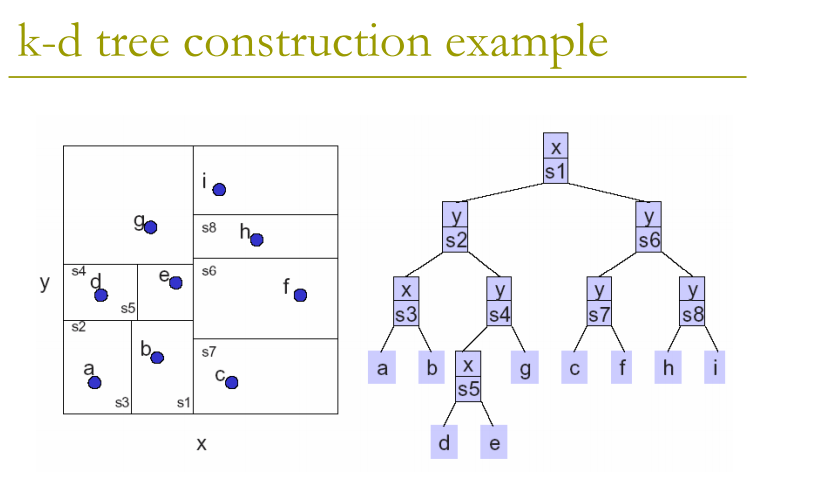 k-d tree construction example
i
g
s8
h
s4
d
e
s6
f
y
s5
s2
b
s7
a
c
s3
s1
x
x
s1
y
s2
y
s6
x
s3
y
s4
y
s7
y
s8
a
b
x
s5
g
c
f
h
i
d
e